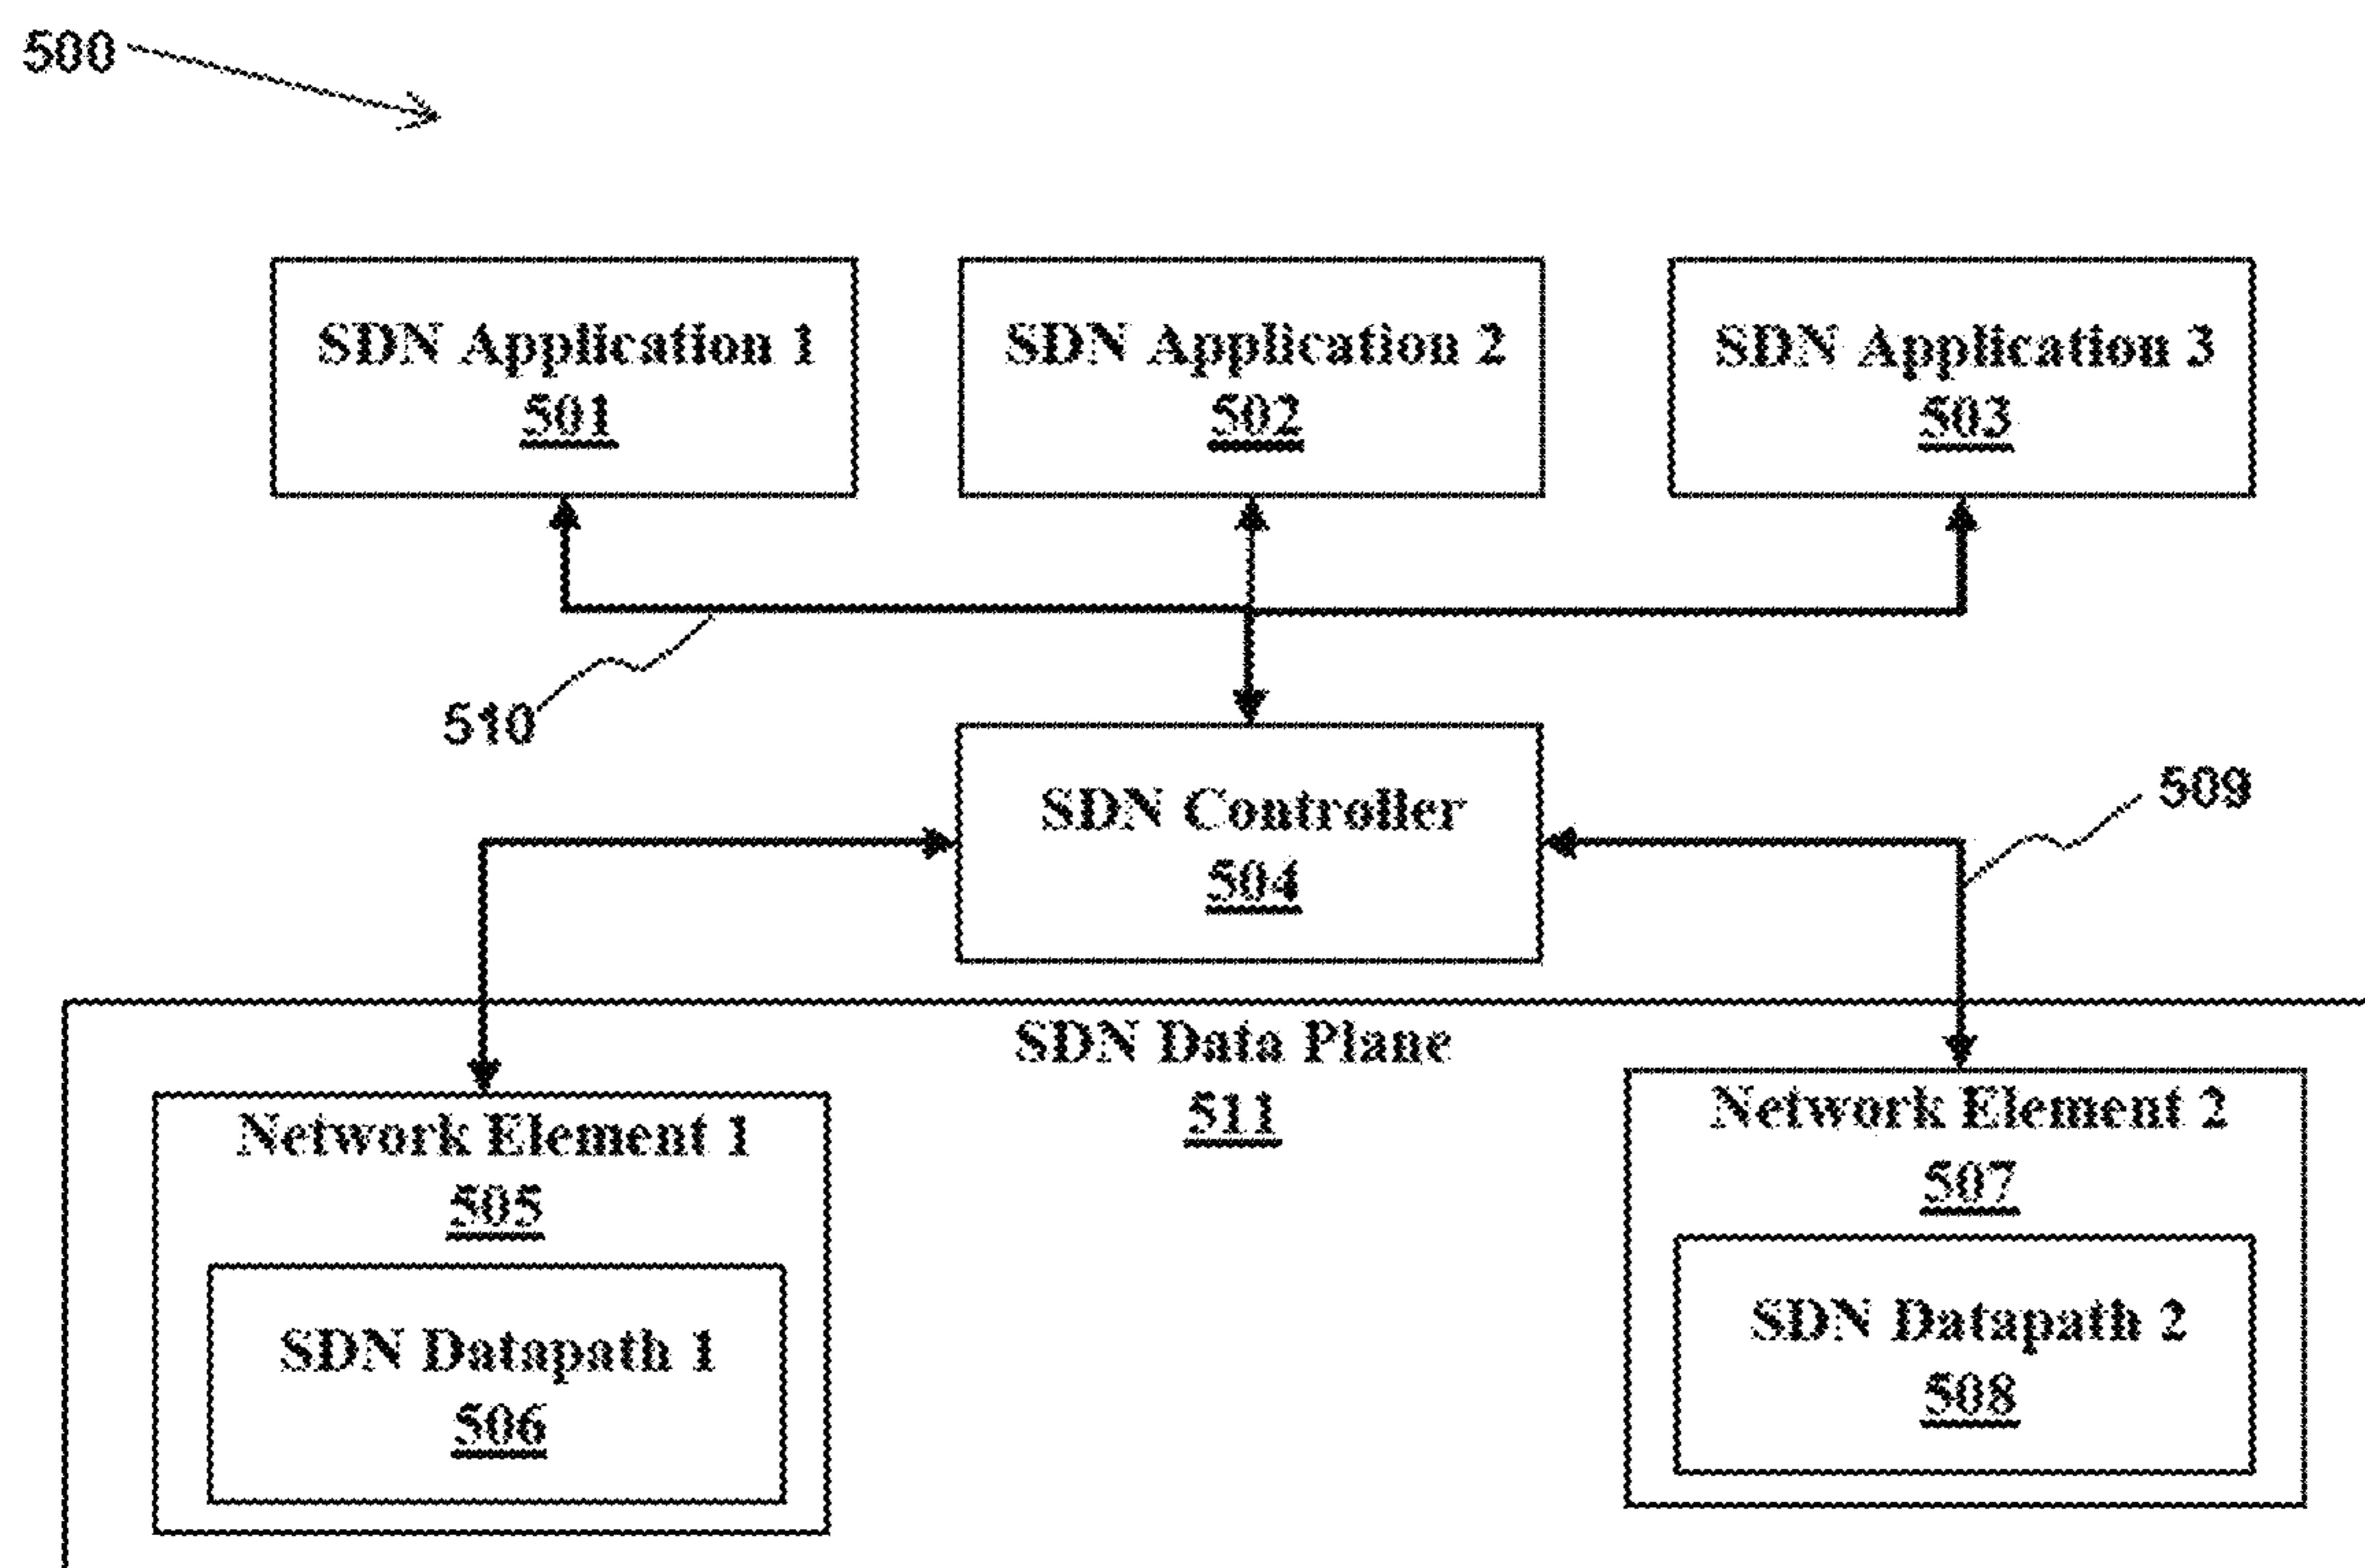 500
SDN Application 1
501
SDN Application 2
502
SDN Application 3
503
510
SDN Controller
504
509
SDN Data Plane
511
Network Element 1
505
SDN Datapath 1
506
Network Element 2
507
SDN Datapath 2
508